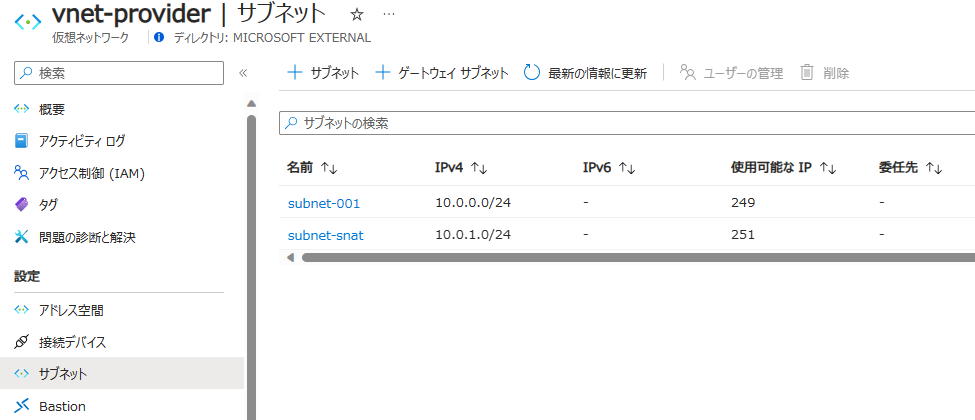 vnet-provider | サブネット ☆ …
仮想ネットワーク | ディレクトリ: MICROSOFT EXTERNAL
検索
«
概要
アクティビティ ログ
アクセス制御 (IAM)
タグ
問題の診断と解決
設定
アドレス空間
接続デバイス
サブネット
Bastion
+ サブネット + ゲートウェイ サブネット 最新の情報に更新 | ユーザーの管理 削除
サブネットの検索
名前 ↑↓ IPv4 ↑↓ IPv6 ↑↓ 使用可能な IP ↑↓ 委任先 ↑↓
subnet-001 10.0.0.0/24 - 249 -
subnet-snat 10.0.1.0/24 - 251 -